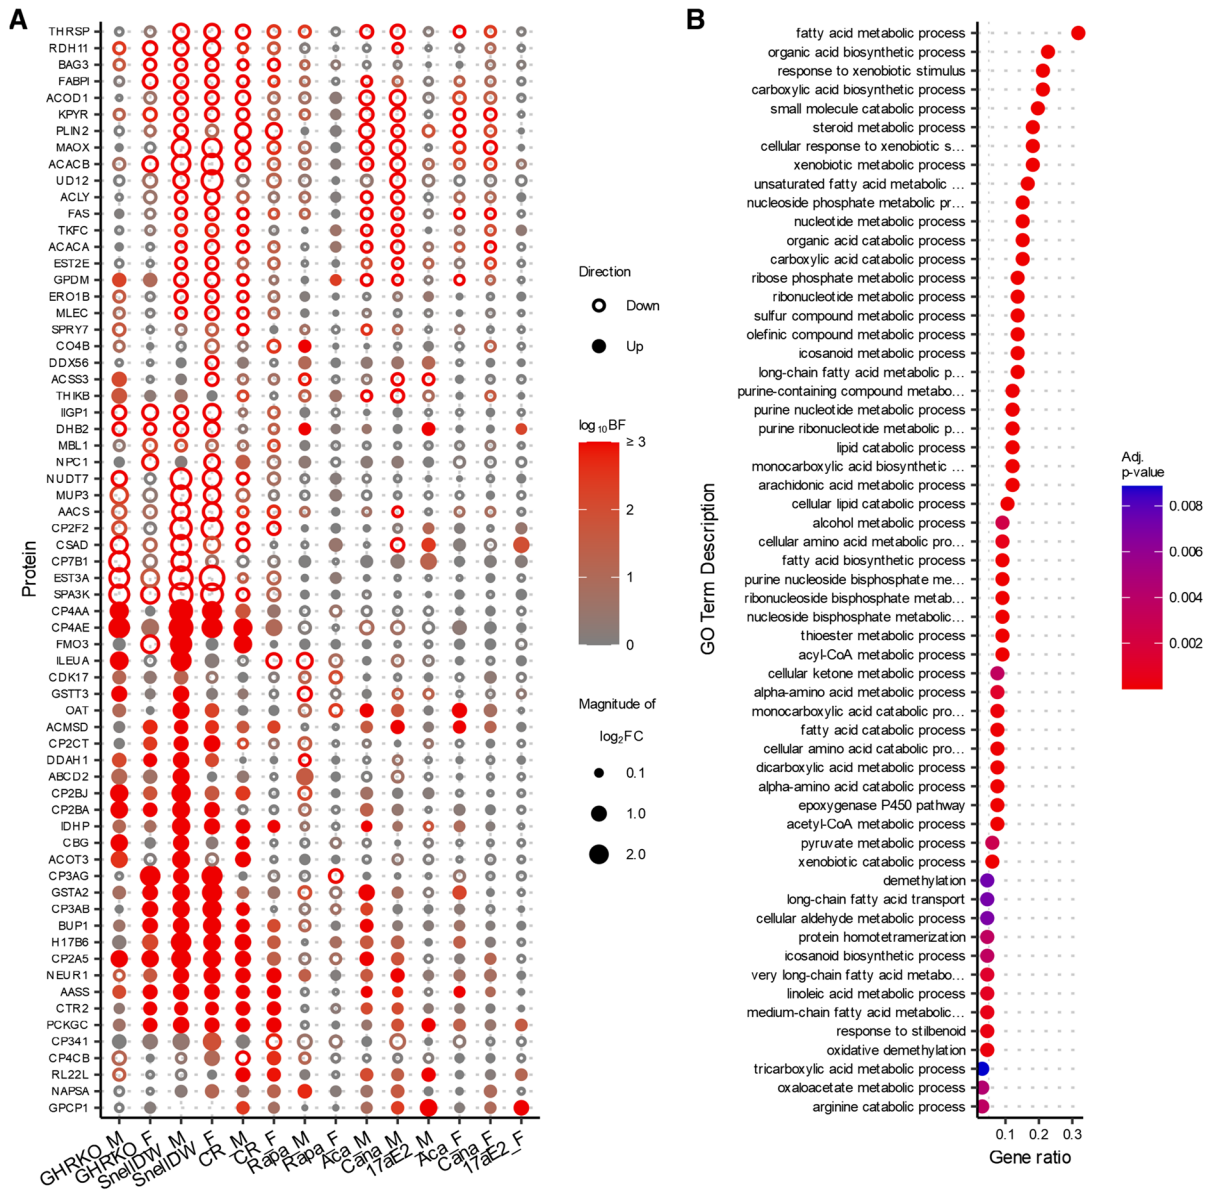 A
THRSP
RDH11
BAG3
FABPI
ACOD1
KPYR
PLIN2
MAOX
ACACB
UD12
ACLY
FAS
TKFC
ACACA
EST2E
GPDM
ERO1B
MLEC
SPRY7
CO4B
DDX56
ACSS3
THIKB
IIGP1
DHB2
MBL1
NPC1
NUDT7
MUP3
AACS
CP2F2
CSAD
CP7B1
EST3A
SPA3K
CP4AA
CP4AE
FMO3
ILEUA
CDK17
GSTT3
OAT
ACMSD
CP2CT
DDAH1
ABCD2
CP2BJ
CP2BA
IDHP
CBG
ACOT3
CP3AG
GSTA2
CP3AB
BUP1
H17B6
CP2A5
NEUR1
AASS
CTR2
PCKGC
CP341
CP4CB
RL22L
NAPSA
GPCP1
Protein
GHRKO_M
GHRKO_F
SnellDW_M
SnellDW_F
CR_M
CR_F
Rapa_M
Rapa_F
Aca_M
Cana_M
17aE2_M
Aca_F
Cana_F
17aE2_F
Direction
Down
Up
log₁₀BF
≥ 3
2
1
0
Magnitude of
log₂FC
0.1
1.0
2.0
B
fatty acid metabolic process
organic acid biosynthetic process
response to xenobiotic stimulus
carboxylic acid biosynthetic process
small molecule catabolic process
steroid metabolic process
cellular response to xenobiotic s…
xenobiotic metabolic process
unsaturated fatty acid metabolic …
nucleoside phosphate metabolic pr…
nucleotide metabolic process
organic acid catabolic process
carboxylic acid catabolic process
ribose phosphate metabolic process
ribonucleotide metabolic process
sulfur compound metabolic process
olefinic compound metabolic process
icosanoid metabolic process
long-chain fatty acid metabolic p…
purine-containing compound metabo…
purine nucleotide metabolic process
purine ribonucleotide metabolic p…
lipid catabolic process
monocarboxylic acid biosynthetic …
arachidonic acid metabolic process
cellular lipid catabolic process
alcohol metabolic process
cellular amino acid metabolic pro…
fatty acid biosynthetic process
purine nucleoside bisphosphate me…
ribonucleoside bisphosphate metab…
nucleoside bisphosphate metabolic…
thioester metabolic process
acyl-CoA metabolic process
cellular ketone metabolic process
alpha-amino acid metabolic process
monocarboxylic acid catabolic pro…
fatty acid catabolic process
cellular amino acid catabolic pro…
dicarboxylic acid metabolic process
alpha-amino acid catabolic process
epoxygenase P450 pathway
acetyl-CoA metabolic process
pyruvate metabolic process
xenobiotic catabolic process
demethylation
long-chain fatty acid transport
cellular aldehyde metabolic process
protein homotetramerization
icosanoid biosynthetic process
very long-chain fatty acid metabo…
linoleic acid metabolic process
medium-chain fatty acid metabolic…
response to stilbenoid
oxidative demethylation
tricarboxylic acid metabolic process
oxaloacetate metabolic process
arginine catabolic process
GO Term Description
0.1 0.2 0.3
Gene ratio
Adj.
p-value
0.008
0.006
0.004
0.002